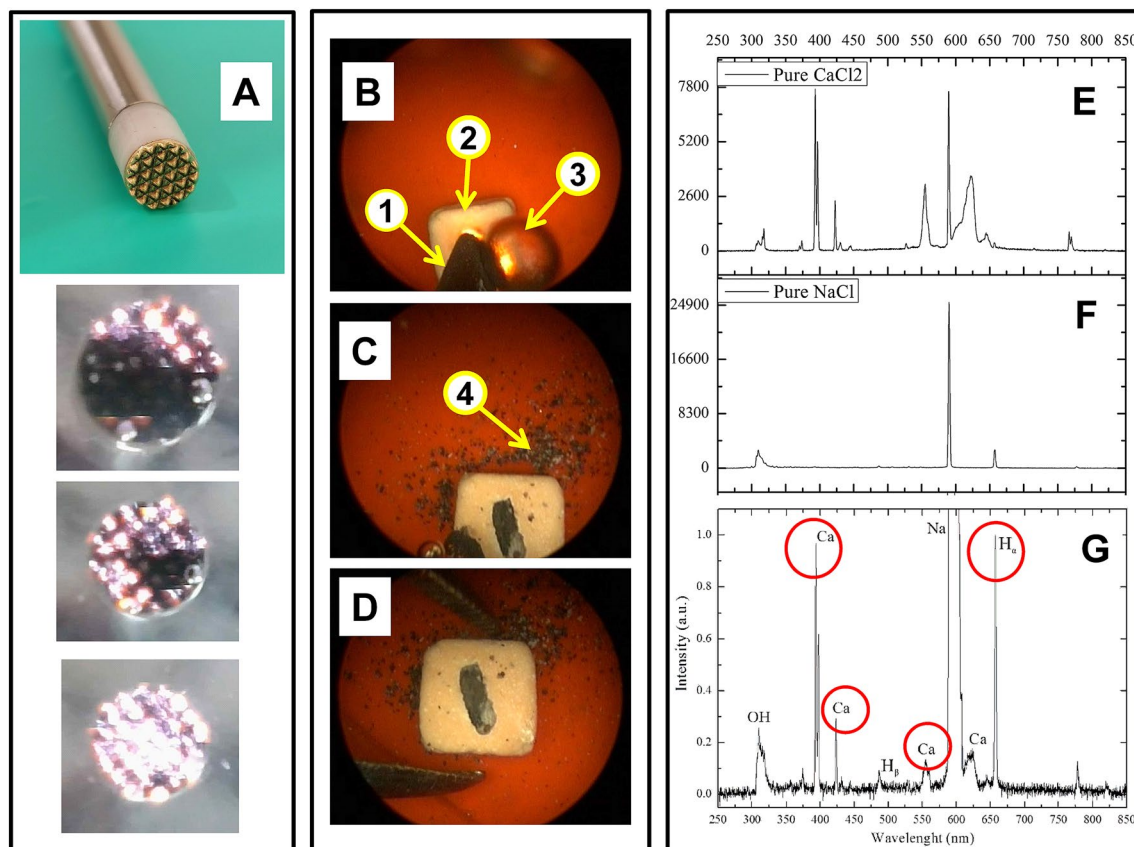 A
B
2
3
1
C
4
D
250 300 350 400 450 500 550 600 650 700 750 800 850
Pure CaCl2
E
7800
5200
2600
0
Pure NaCl
F
24900
16600
8300
0
G
Na
Ca
Hα
1.0
0.8
0.6
0.4
0.2
0.0
Intensity (a.u.)
Ca
OH
Hβ
Ca
Ca
250 300 350 400 450 500 550 600 650 700 750 800 850
Wavelenght (nm)